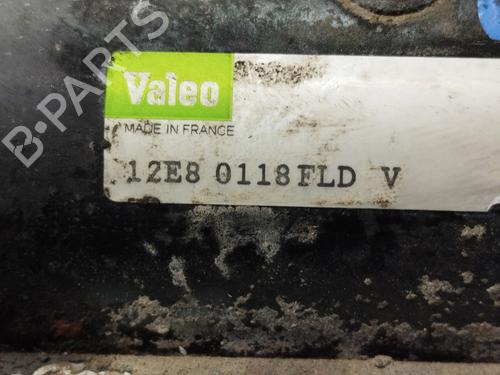 B-PARTS
Valeo
MADE IN FRANCE
12E8 0118FLD V